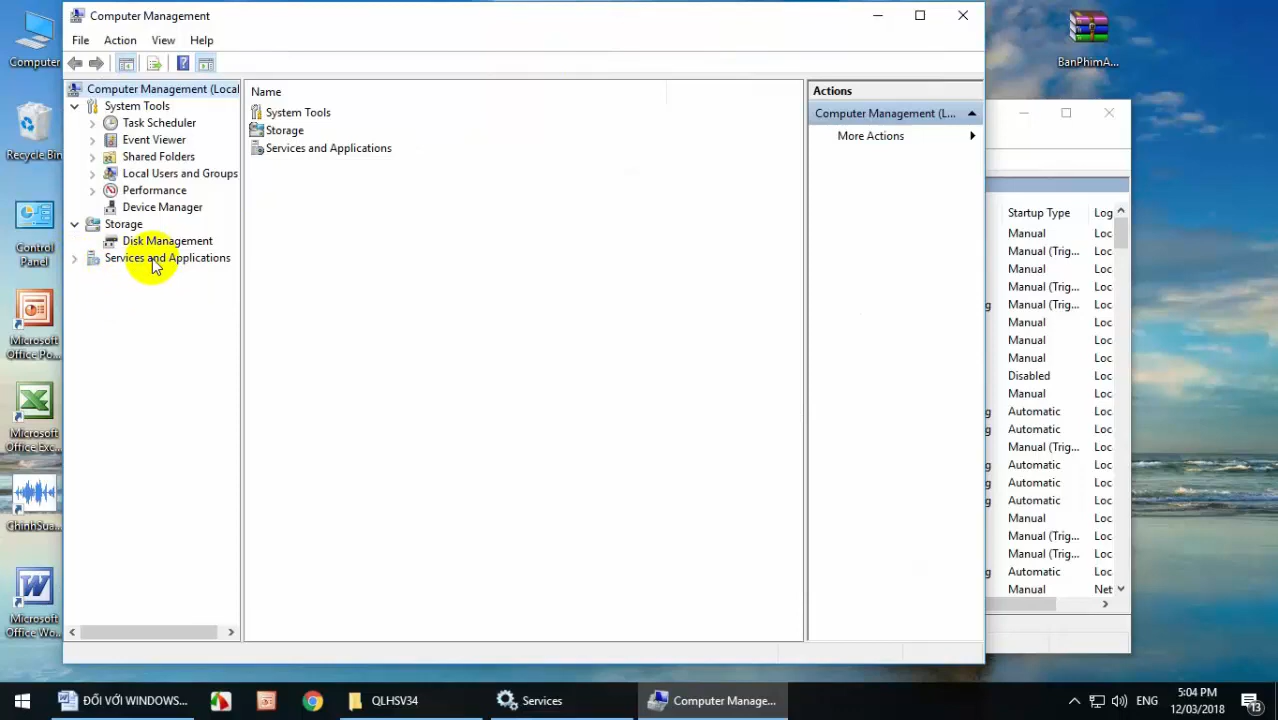 Computer Management
File Action View Help
Computer Management (Local
System Tools
Task Scheduler
Event Viewer
Shared Folders
Local Users and Groups
Performance
Device Manager
Storage
Disk Management
Services and Applications
Name
System Tools
Storage
Services and Applications
Actions
Computer Management (L...
More Actions
Computer
Recycle Bin
Control
Panel
Microsoft
Office Po...
Microsoft
Office Exc...
ChinhSua...
Microsoft
Office Wo...
BanPhimA...
Startup Type Log
Manual Loc
Manual (Trig... Loc
Manual Loc
Manual (Trig... Loc
g Manual (Trig... Loc
Manual Loc
Manual Loc
Manual Loc
Disabled Loc
Manual Loc
g Automatic Loc
g Automatic Loc
Manual (Trig... Loc
g Automatic Loc
g Automatic Loc
g Automatic Loc
Manual Loc
Manual (Trig... Loc
Manual (Trig... Loc
g Automatic Loc
Manual Net
ĐỐI VỚI WINDOWS...
QLHSV34
Services
Computer Manage...
ENG
5:04 PM
12/03/2018
13